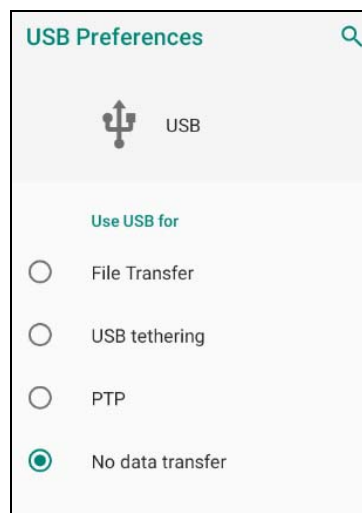 USB Preferences
USB
Use USB for
File Transfer
USB tethering
PTP
No data transfer